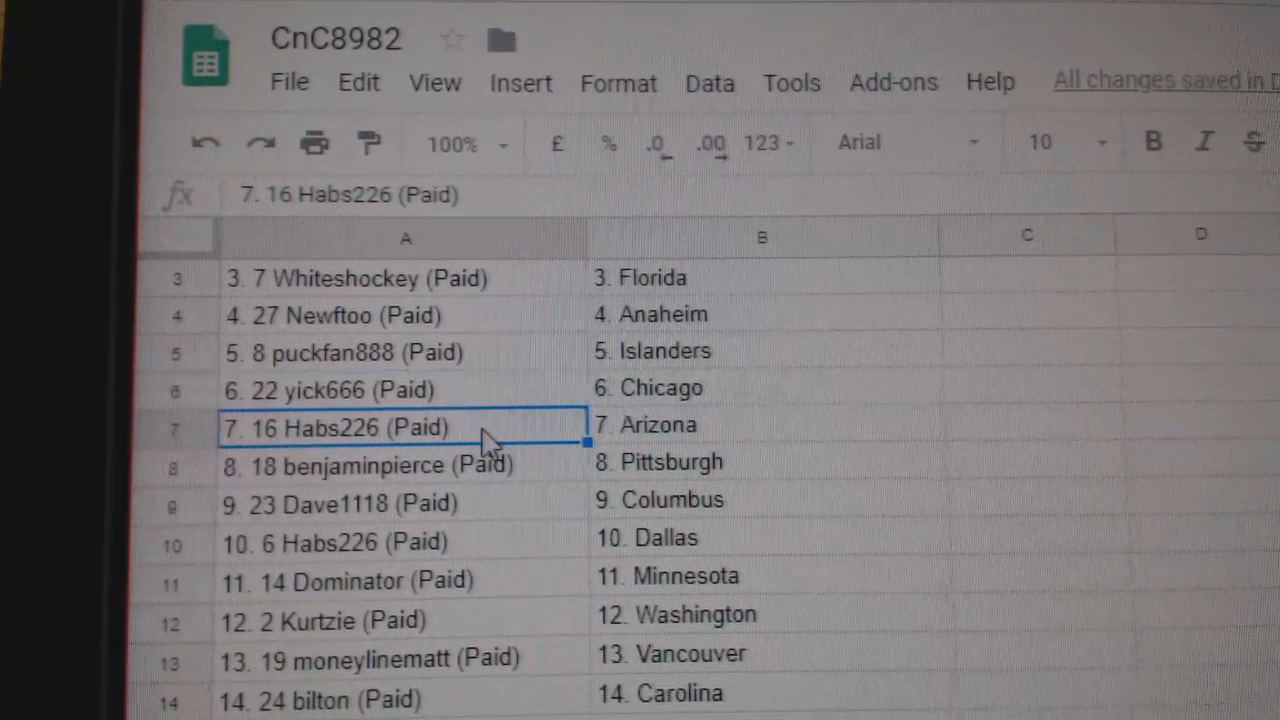 CnC8982
File Edit View Insert Format Data Tools Add-ons Help All changes saved in
100% £ % .0 .00 123 Arial 10 B I S
fx 7. 16 Habs226 (Paid)
A B C D
3 3. 7 Whiteshockey (Paid) 3. Florida
4 4. 27 Newftoo (Paid) 4. Anaheim
5 5. 8 puckfan888 (Paid) 5. Islanders
6 6. 22 yick666 (Paid) 6. Chicago
7 7. 16 Habs226 (Paid) 7. Arizona
8 8. 18 benjaminpierce (Paid) 8. Pittsburgh
9 9. 23 Dave1118 (Paid) 9. Columbus
10 10. 6 Habs226 (Paid) 10. Dallas
11 11. 14 Dominator (Paid) 11. Minnesota
12 12. 2 Kurtzie (Paid) 12. Washington
13 13. 19 moneylinematt (Paid) 13. Vancouver
14 14. 24 bilton (Paid) 14. Carolina